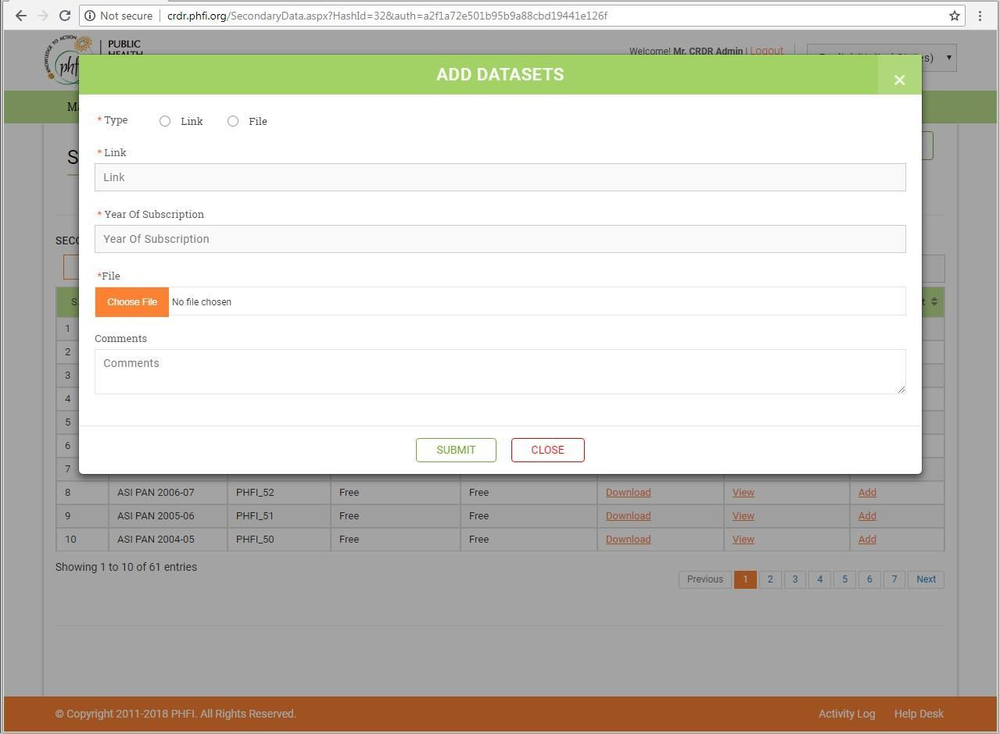 Not secure | crdr.phfi.org/SecondaryData.aspx?HashId=32&auth=a2f1a72e501b95b9a88cbd19441e126f
KNOWLEDGE TO ACTION
phf
PUBLIC
HEALTH
Welcome! Mr. CRDR Admin | Logout
ADD DATASETS
×
* Type Link File
* Link
Link
* Year Of Subscription
Year Of Subscription
*File
Choose File No file chosen
Comments
Comments
SUBMIT CLOSE
1
2
3
4
5
6
7
8 ASI PAN 2006-07 PHFI_52 Free Free Download View Add
9 ASI PAN 2005-06 PHFI_51 Free Free Download View Add
10 ASI PAN 2004-05 PHFI_50 Free Free Download View Add
Showing 1 to 10 of 61 entries
Previous 1 2 3 4 5 6 7 Next
© Copyright 2011-2018 PHFI. All Rights Reserved.
Activity Log Help Desk